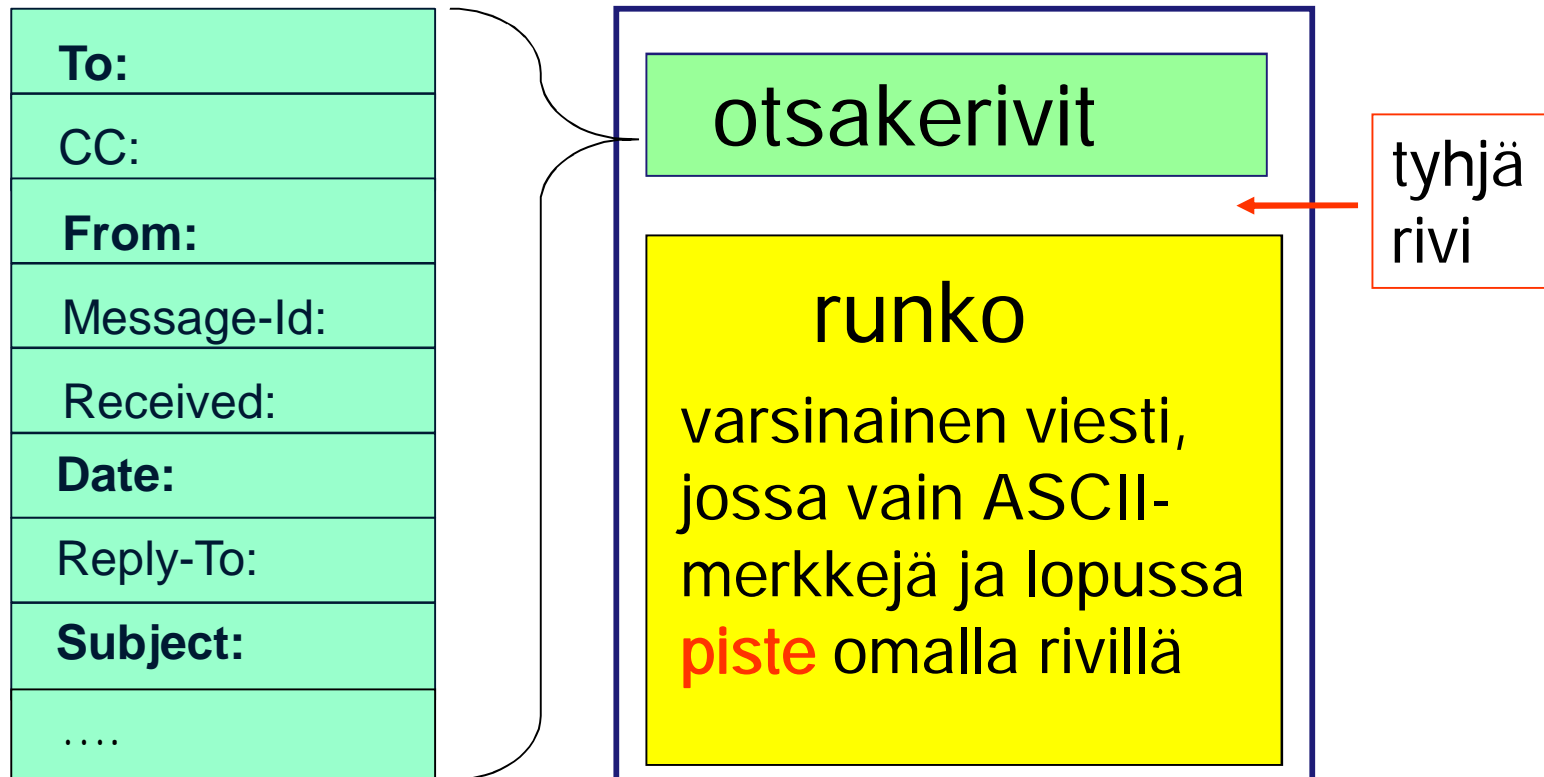 To:
CC:
From:
Message-Id:
Received:
Date:
Reply-To:
Subject:
....
otsakerivit
tyhjä
rivi
runko
varsinainen viesti,
jossa vain ASCII-
merkkejä ja lopussa
piste omalla rivillä